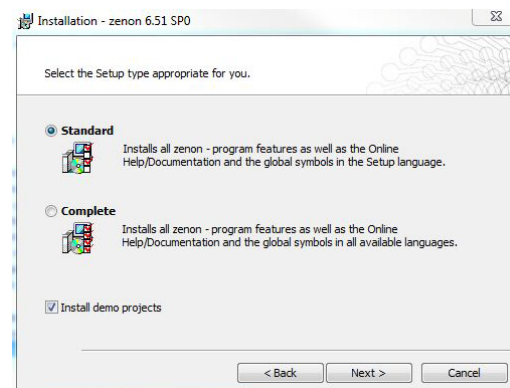 Installation - zenon 6.51 SP0
Select the Setup type appropriate for you.
Standard
Installs all zenon - program features as well as the Online
Help/Documentation and the global symbols in the Setup language.
Complete
Installs all zenon - program features as well as the Online
Help/Documentation and the global symbols in all available languages.
Install demo projects
< Back Next > Cancel